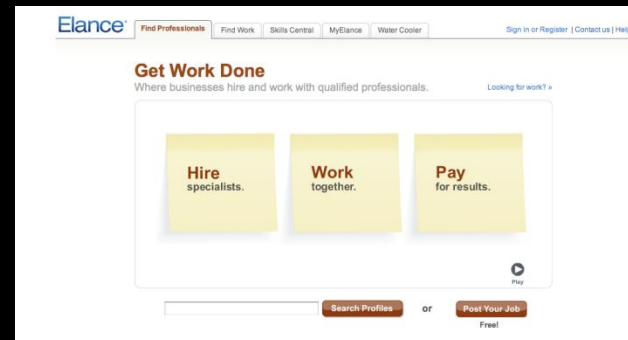 Elance Find Professionals Find Work Skills Central MyElance Water Cooler Sign in or Register | Contact us | Help
Get Work Done
Where businesses hire and work with qualified professionals. Looking for work? »
Hire
specialists.
Work
together.
Pay
for results.
Play
Search Profiles or Post Your Job
Free!